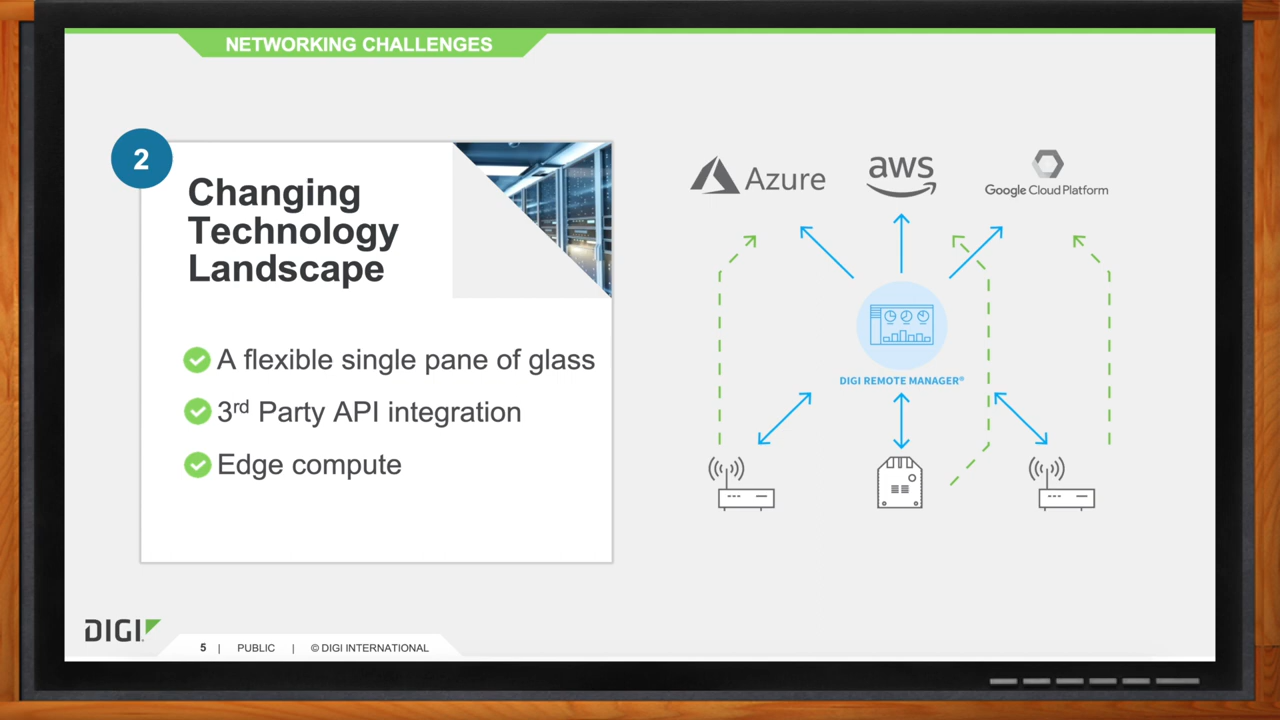 NETWORKING CHALLENGES
2
Changing
Technology
Landscape
A flexible single pane of glass
3rd Party API integration
Edge compute
Azure
aws
Google Cloud Platform
DIGI REMOTE MANAGER®
DIGI
5 | PUBLIC | © DIGI INTERNATIONAL